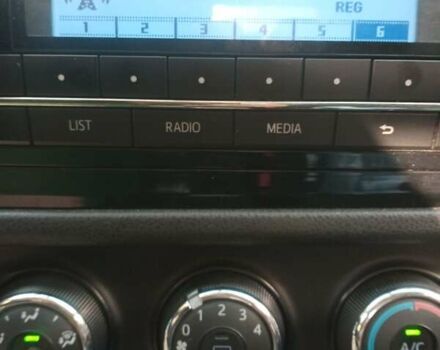 REG
1 2 3 4 5 6
LIST RADIO MEDIA
0 1 2 3 4
A/C